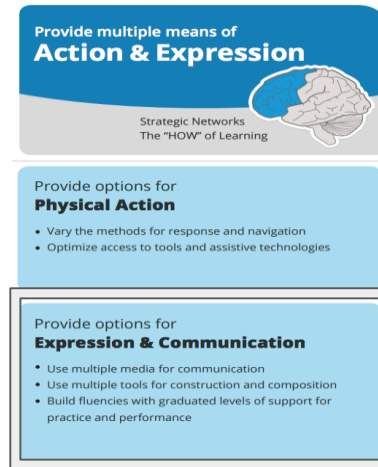 Provide multiple means of
Action & Expression
Strategic Networks
The "HOW" of Learning
Provide options for
Physical Action
• Vary the methods for response and navigation
• Optimize access to tools and assistive technologies
Provide options for
Expression & Communication
• Use multiple media for communication
• Use multiple tools for construction and composition
• Build fluencies with graduated levels of support for
practice and performance